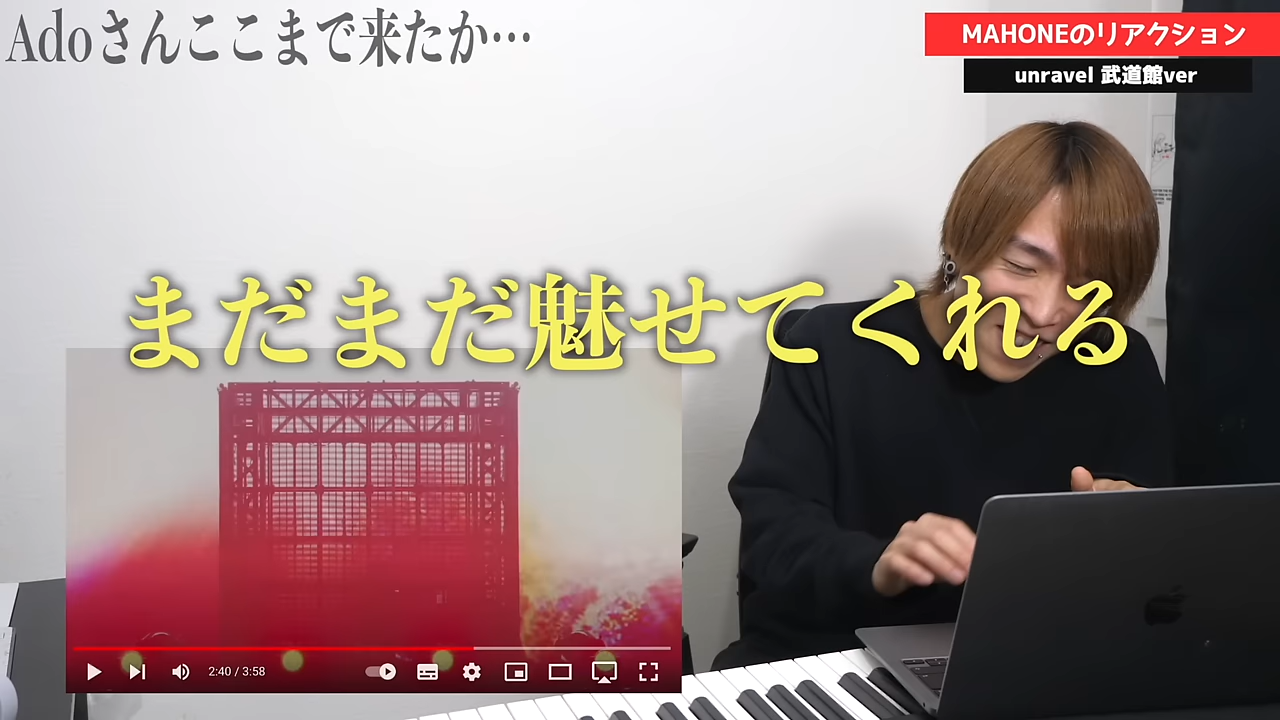 Adoさんここまで来たか…
MAHONEのリアクション
unravel 武道館ver
まだまだ魅せてくれる
2:40 / 3:58